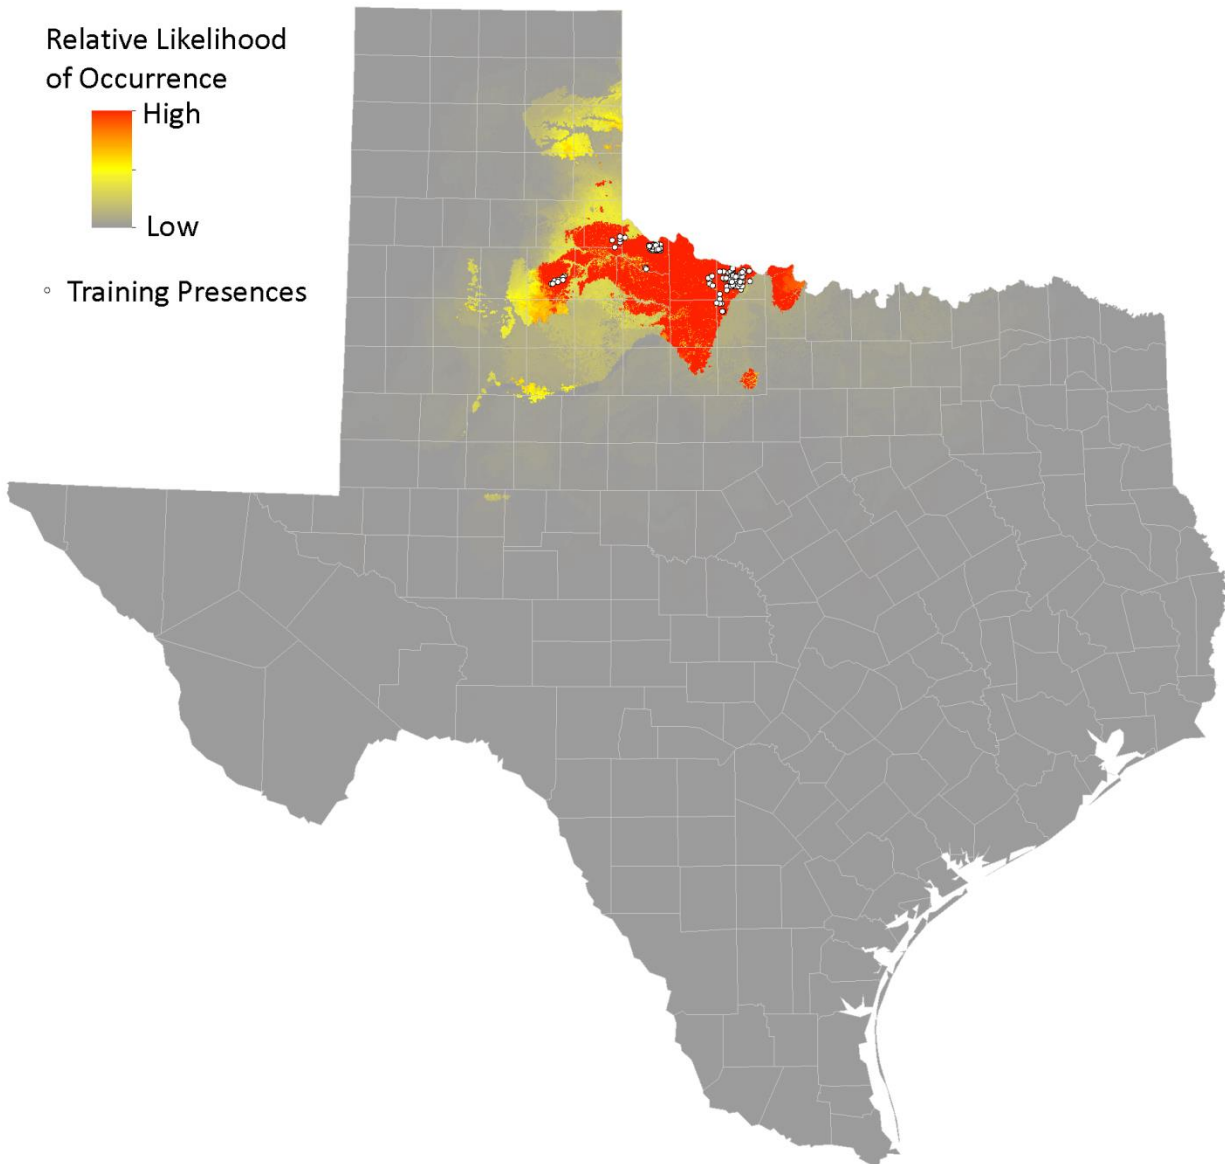 Relative Likelihood
of Occurrence
High
Low
Training Presences